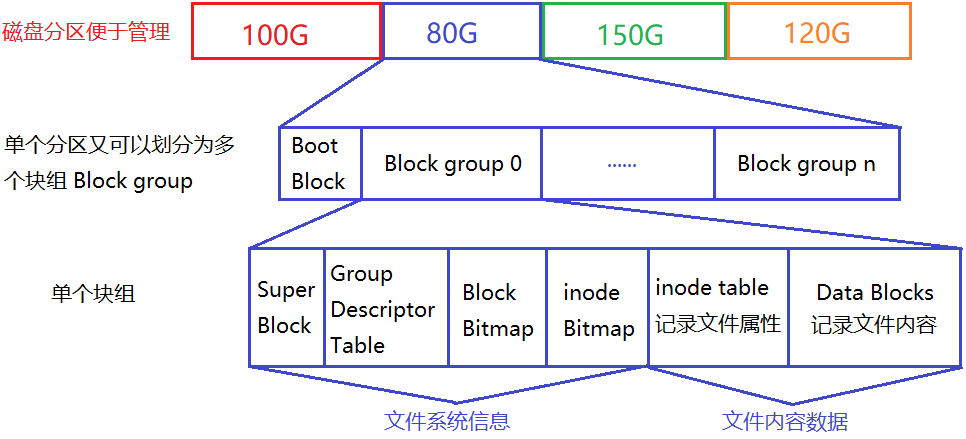 磁盘分区便于管理
100G
80G
150G
120G
单个分区又可以划分为多
个块组 Block group
Boot
Block
Block group 0
......
Block group n
单个块组
Super
Block
Group
Descriptor
Table
Block
Bitmap
inode
Bitmap
inode table
记录文件属性
Data Blocks
记录文件内容
文件系统信息
文件内容数据